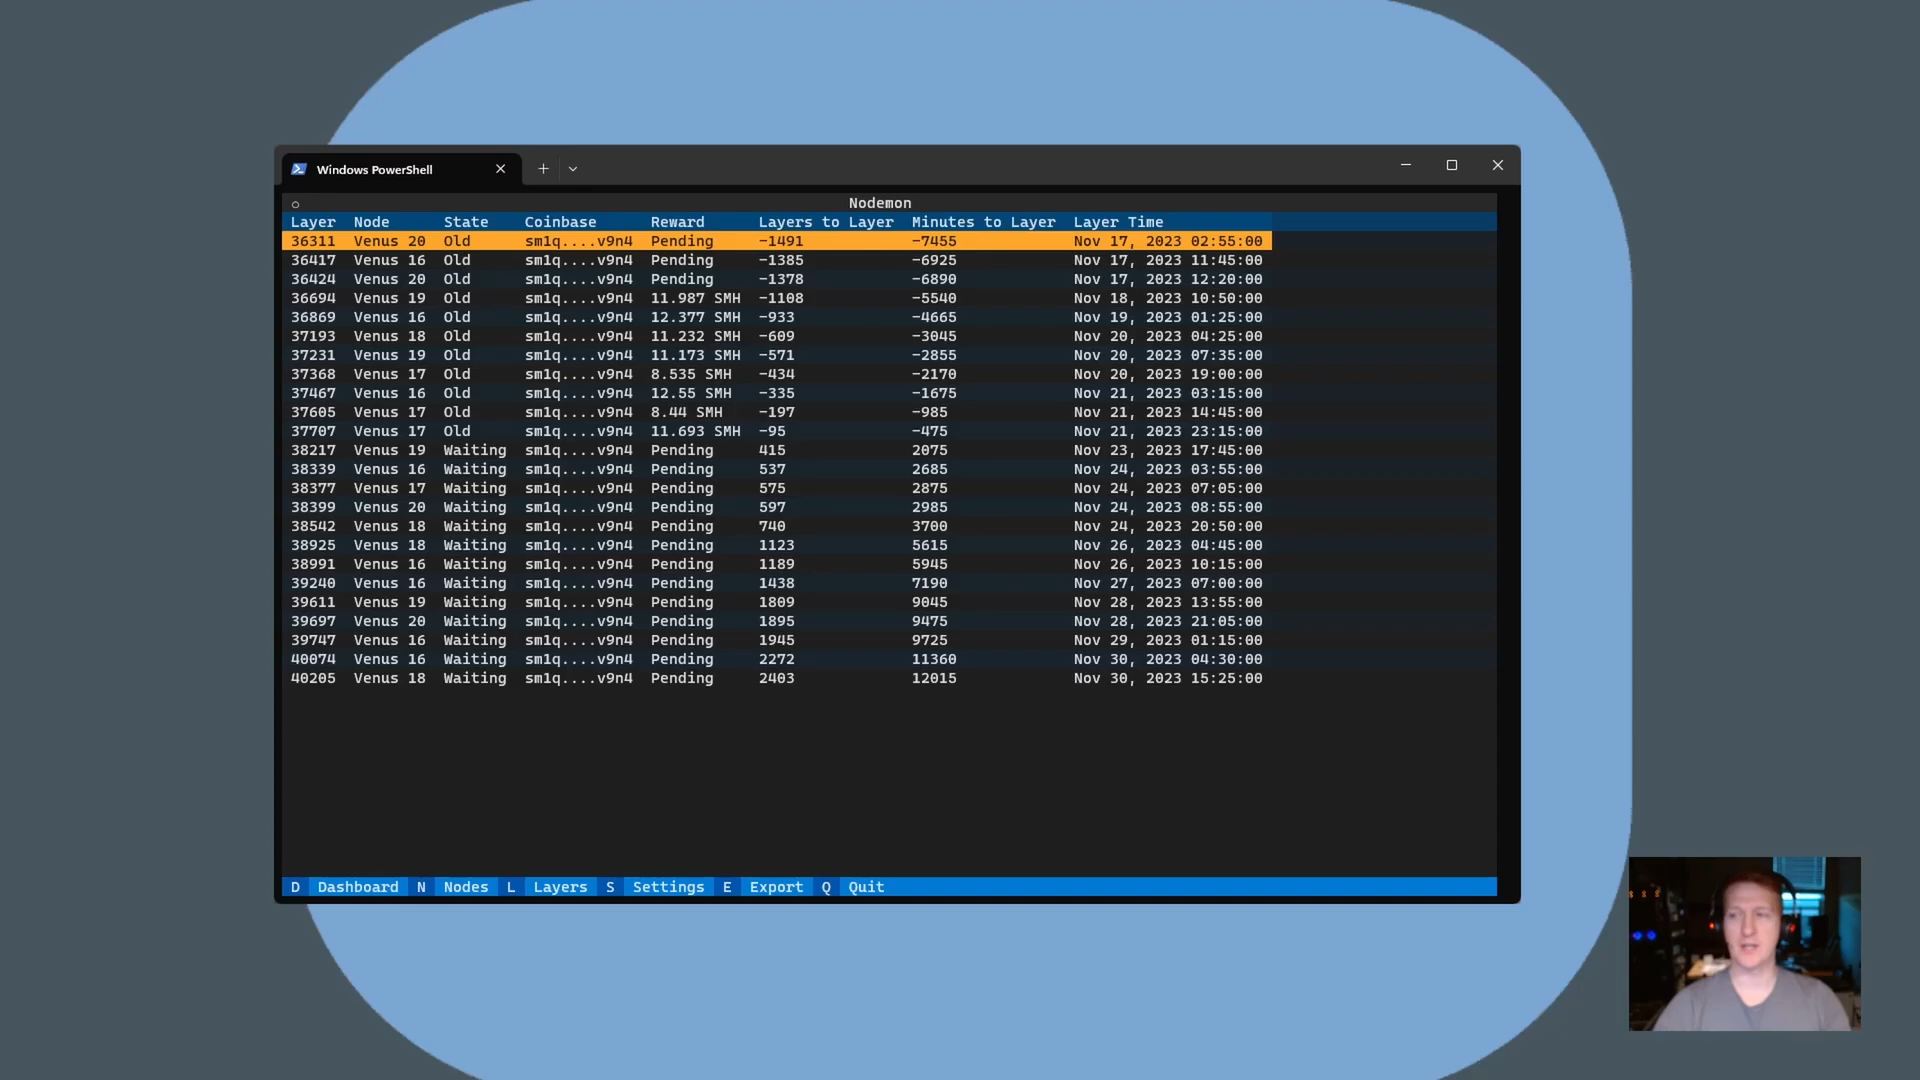 Windows PowerShell
Nodemon
Layer Node State Coinbase Reward Layers to Layer Minutes to Layer Layer Time
36311 Venus 20 Old sm1q....v9n4 Pending -1491 -7455 Nov 17, 2023 02:55:00
36417 Venus 16 Old sm1q....v9n4 Pending -1385 -6925 Nov 17, 2023 11:45:00
36424 Venus 20 Old sm1q....v9n4 Pending -1378 -6890 Nov 17, 2023 12:20:00
36694 Venus 19 Old sm1q....v9n4 11.987 SMH -1108 -5540 Nov 18, 2023 10:50:00
36869 Venus 16 Old sm1q....v9n4 12.377 SMH -933 -4665 Nov 19, 2023 01:25:00
37193 Venus 18 Old sm1q....v9n4 11.232 SMH -609 -3045 Nov 20, 2023 04:25:00
37231 Venus 19 Old sm1q....v9n4 11.173 SMH -571 -2855 Nov 20, 2023 07:35:00
37368 Venus 17 Old sm1q....v9n4 8.535 SMH -434 -2170 Nov 20, 2023 19:00:00
37467 Venus 16 Old sm1q....v9n4 12.55 SMH -335 -1675 Nov 21, 2023 03:15:00
37605 Venus 17 Old sm1q....v9n4 8.44 SMH -197 -985 Nov 21, 2023 14:45:00
37707 Venus 17 Old sm1q....v9n4 11.693 SMH -95 -475 Nov 21, 2023 23:15:00
38217 Venus 19 Waiting sm1q....v9n4 Pending 415 2075 Nov 23, 2023 17:45:00
38339 Venus 16 Waiting sm1q....v9n4 Pending 537 2685 Nov 24, 2023 03:55:00
38377 Venus 17 Waiting sm1q....v9n4 Pending 575 2875 Nov 24, 2023 07:05:00
38399 Venus 20 Waiting sm1q....v9n4 Pending 597 2985 Nov 24, 2023 08:55:00
38542 Venus 18 Waiting sm1q....v9n4 Pending 740 3700 Nov 24, 2023 20:50:00
38925 Venus 18 Waiting sm1q....v9n4 Pending 1123 5615 Nov 26, 2023 04:45:00
38991 Venus 16 Waiting sm1q....v9n4 Pending 1189 5945 Nov 26, 2023 10:15:00
39240 Venus 16 Waiting sm1q....v9n4 Pending 1438 7190 Nov 27, 2023 07:00:00
39611 Venus 19 Waiting sm1q....v9n4 Pending 1809 9045 Nov 28, 2023 13:55:00
39697 Venus 20 Waiting sm1q....v9n4 Pending 1895 9475 Nov 28, 2023 21:05:00
39747 Venus 16 Waiting sm1q....v9n4 Pending 1945 9725 Nov 29, 2023 01:15:00
40074 Venus 16 Waiting sm1q....v9n4 Pending 2272 11360 Nov 30, 2023 04:30:00
40205 Venus 18 Waiting sm1q....v9n4 Pending 2403 12015 Nov 30, 2023 15:25:00
D Dashboard N Nodes L Layers S Settings E Export Q Quit